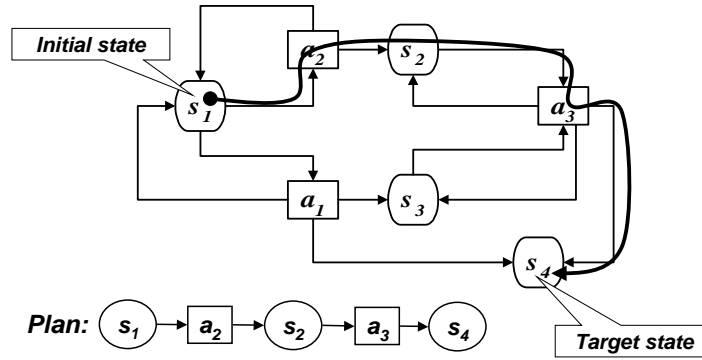 Initial state
a2 s2
s1 a3
a1 s3
s4
Plan: s1 a2 s2 a3 s4
Target state